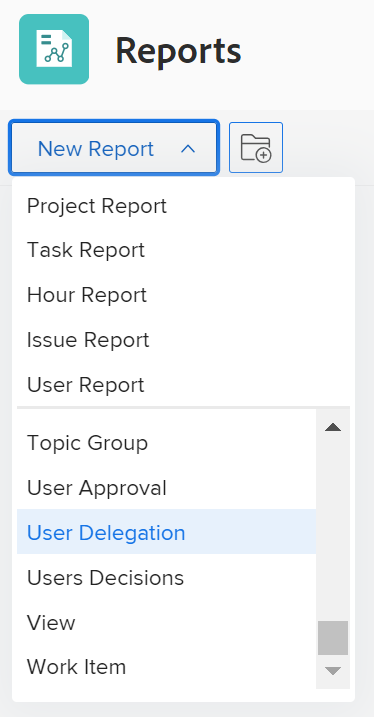 Reports
New Report
Project Report
Task Report
Hour Report
Issue Report
User Report
Topic Group
User Approval
User Delegation
Users Decisions
View
Work Item